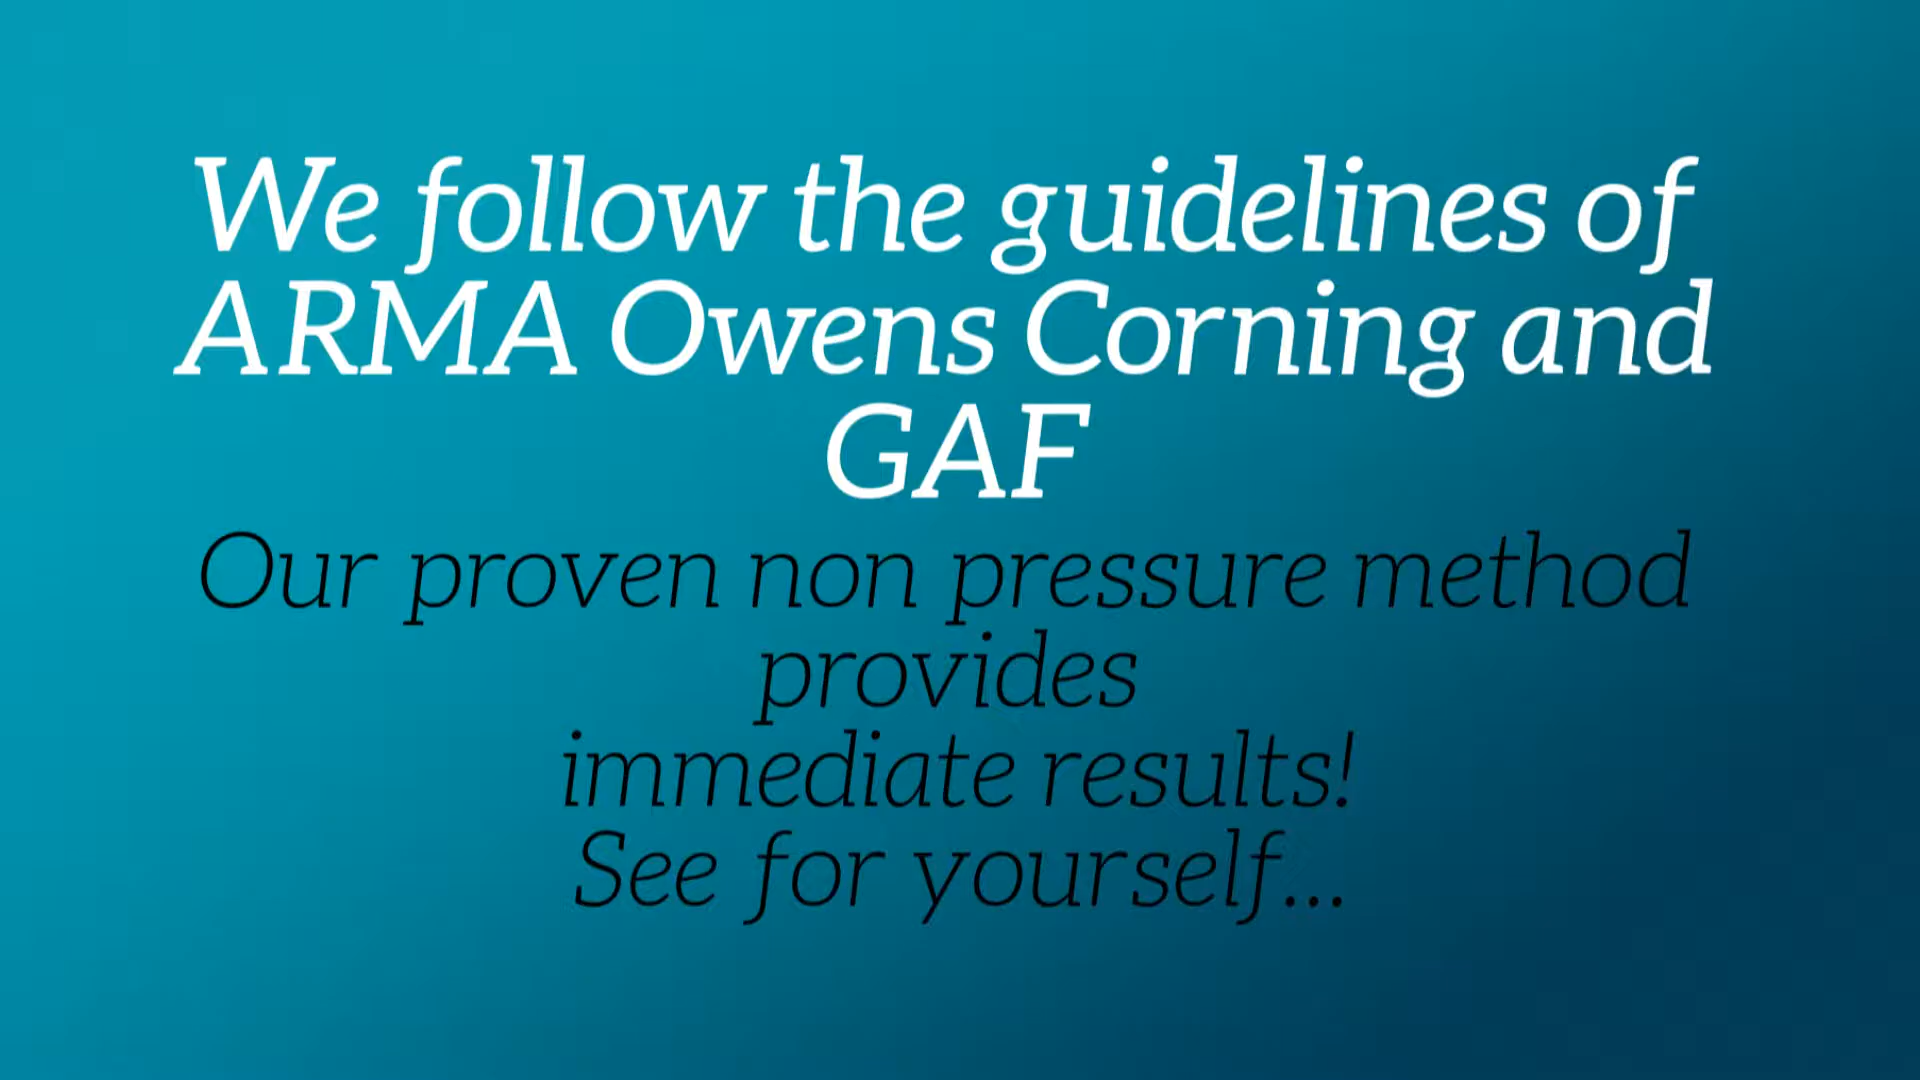 We follow the guidelines of
ARMA Owens Corning and
GAF
Our proven non pressure method
provides
immediate results!
See for yourself...